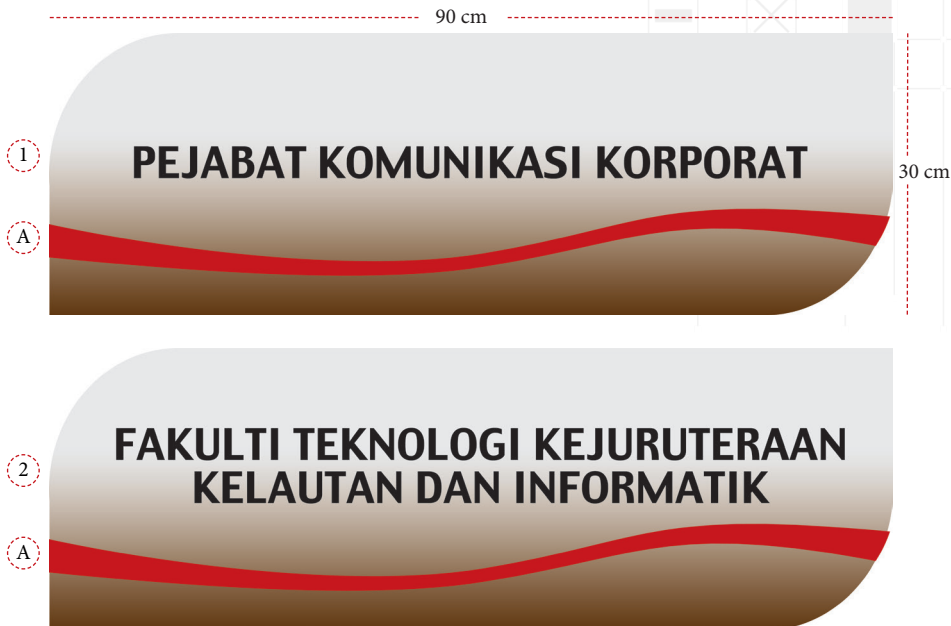 90 cm
1
PEJABAT KOMUNIKASI KORPORAT
30 cm
A
2
FAKULTI TEKNOLOGI KEJURUTERAAN
KELAUTAN DAN INFORMATIK
A